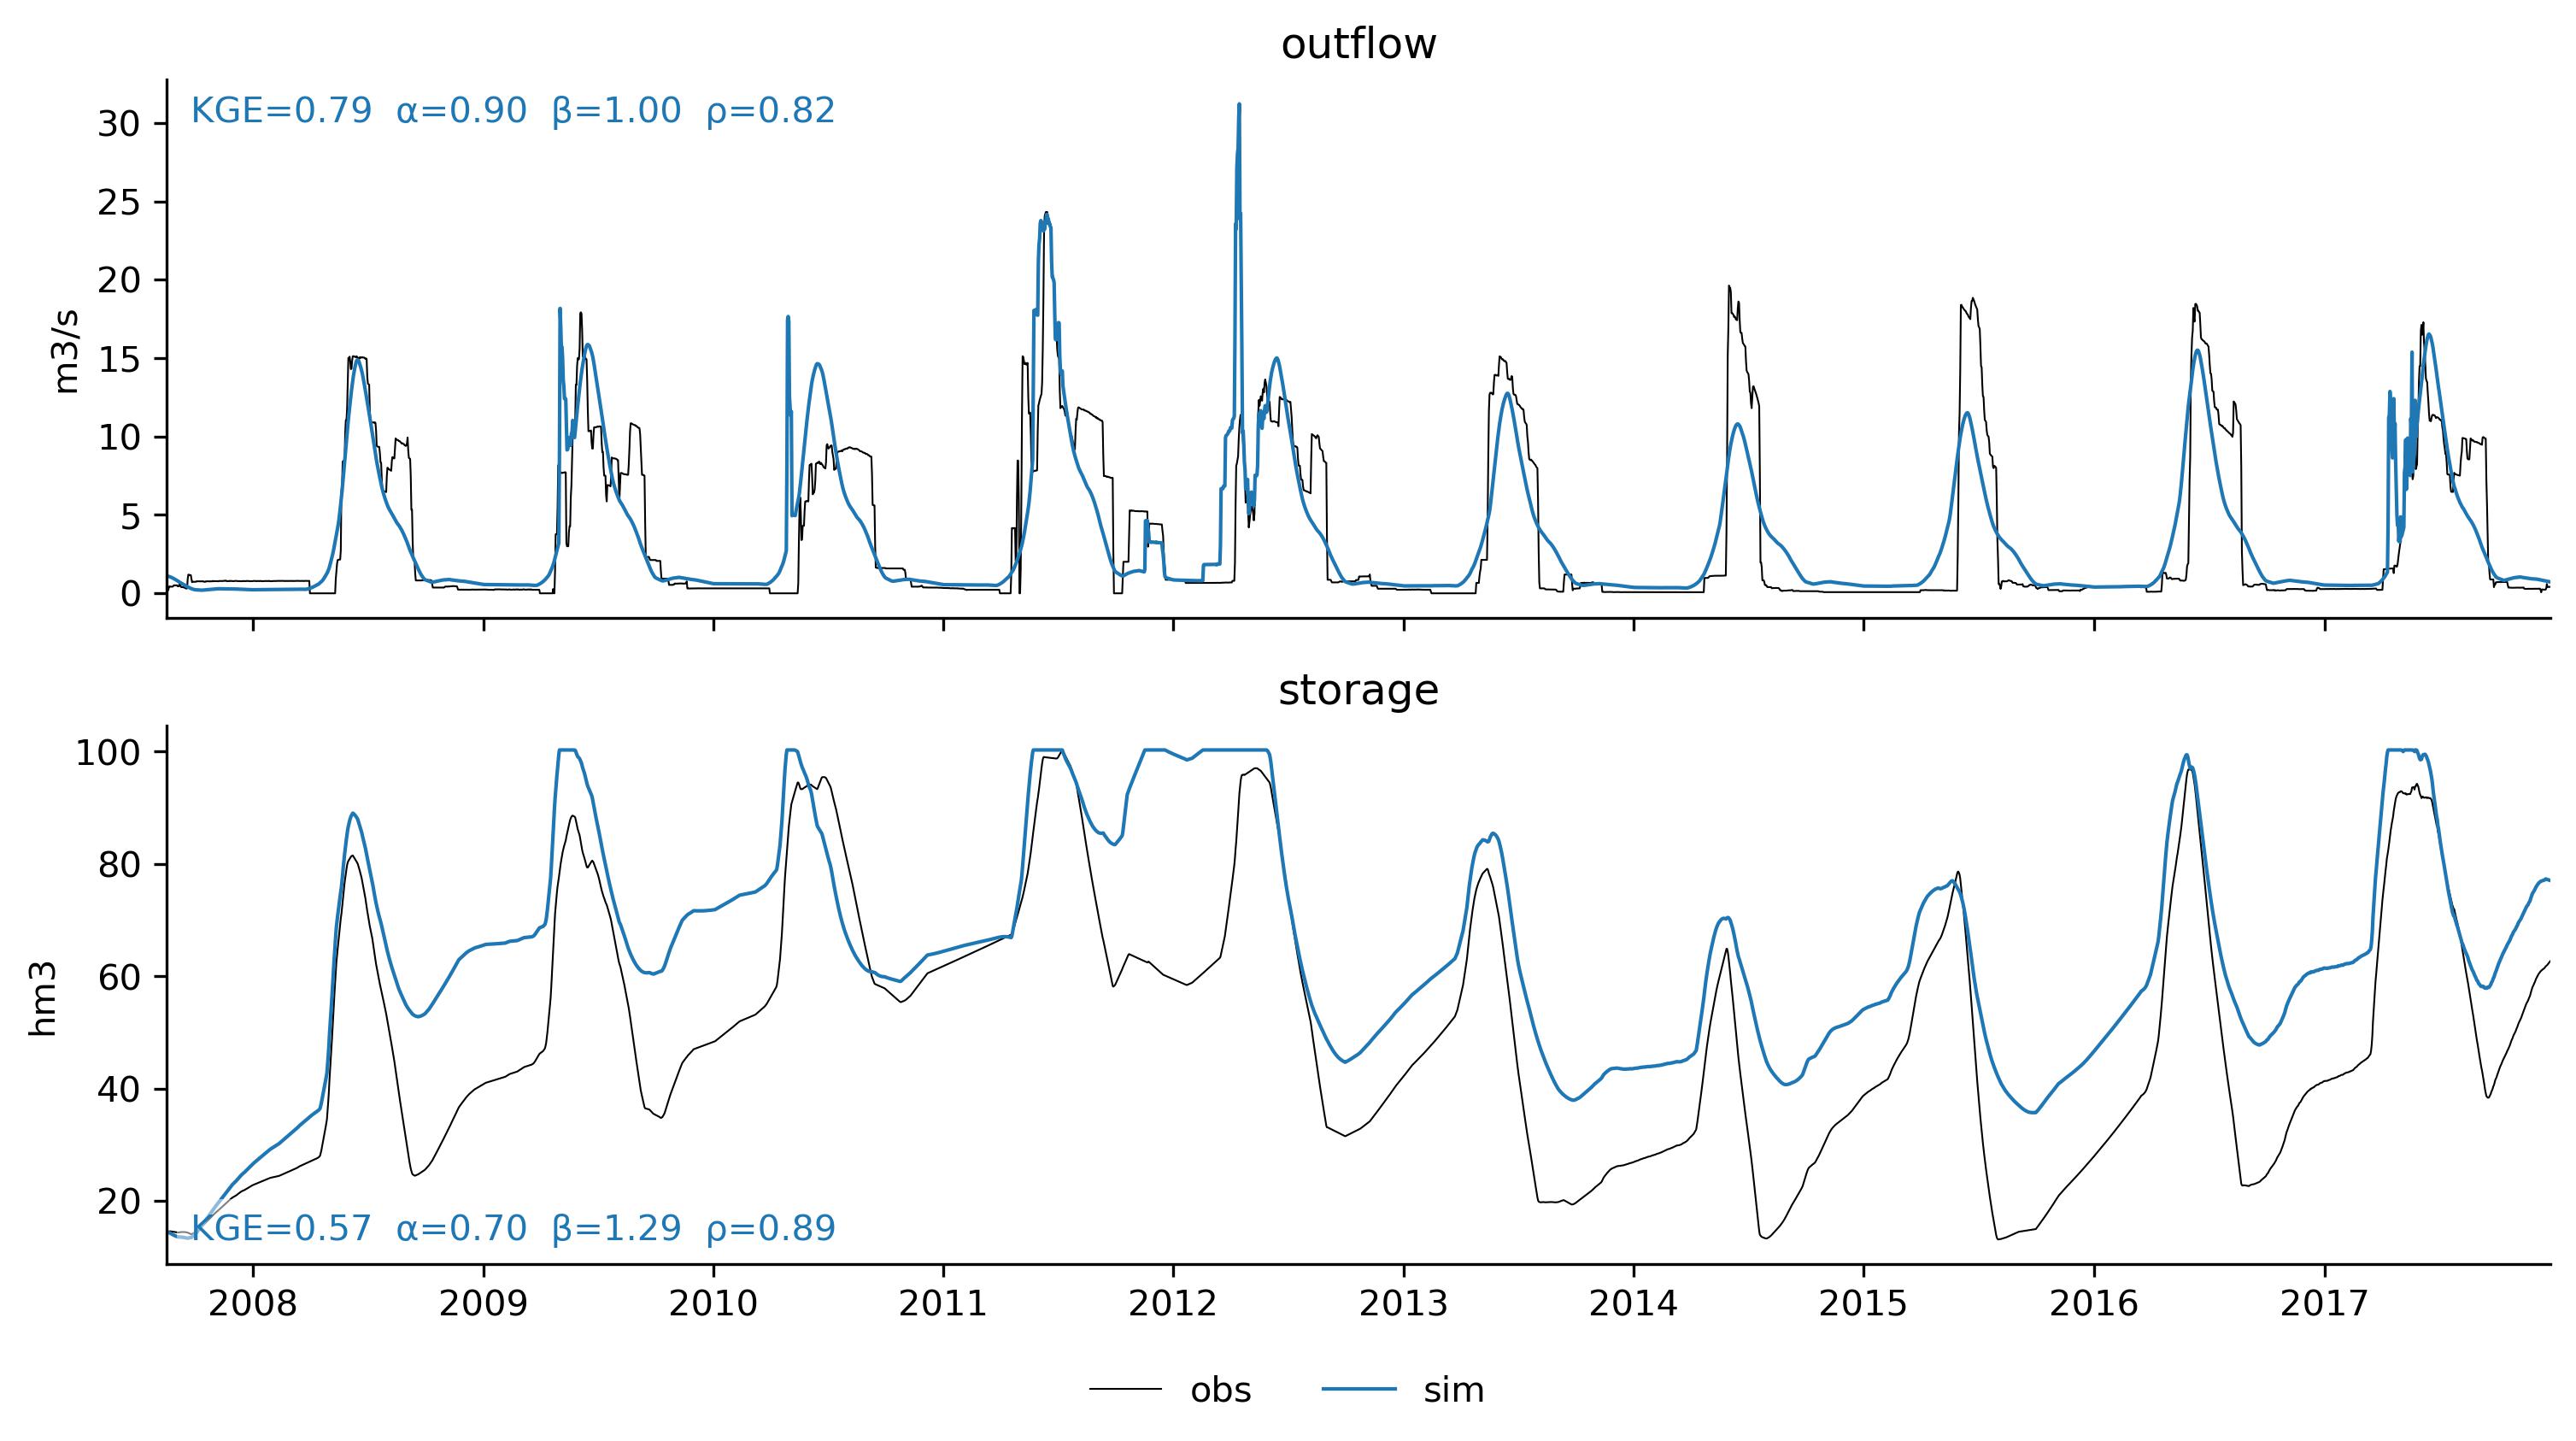 outflow
KGE=0.79 α=0.90 β=1.00 ρ=0.82
m3/s
30
25
20
15
10
5
0
storage
hm3
100
80
60
40
20
KGE=0.57 α=0.70 β=1.29 ρ=0.89
2008 2009 2010 2011 2012 2013 2014 2015 2016 2017
obs sim